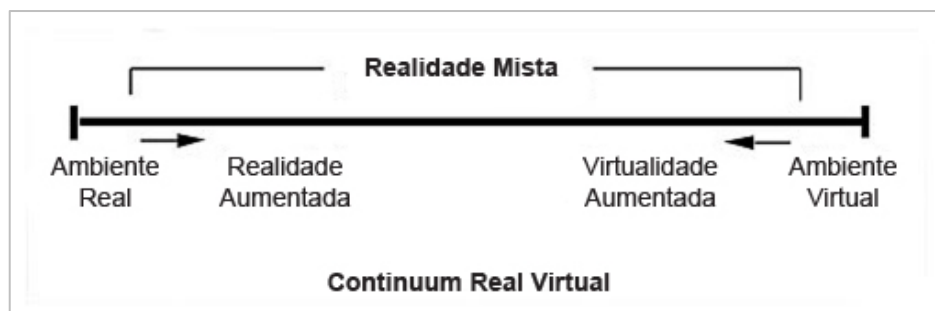 Realidade Mista
Ambiente Real
Realidade Aumentada
Virtualidade Aumentada
Ambiente Virtual
Continuum Real Virtual